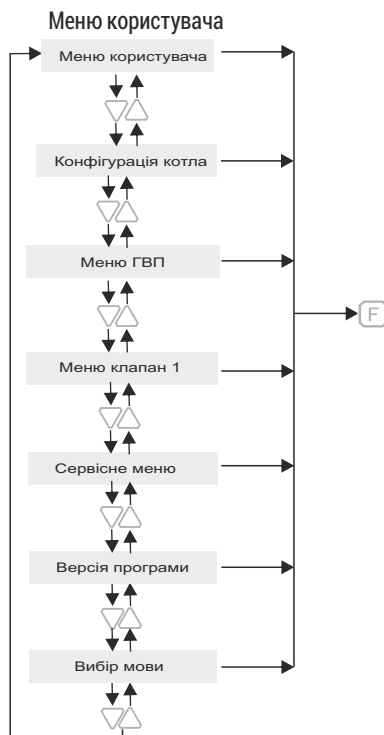 Меню користувача
Меню користувача
Конфігурація котла
Меню ГВП
F
Меню клапан 1
Сервісне меню
Версія програми
Вибір мови